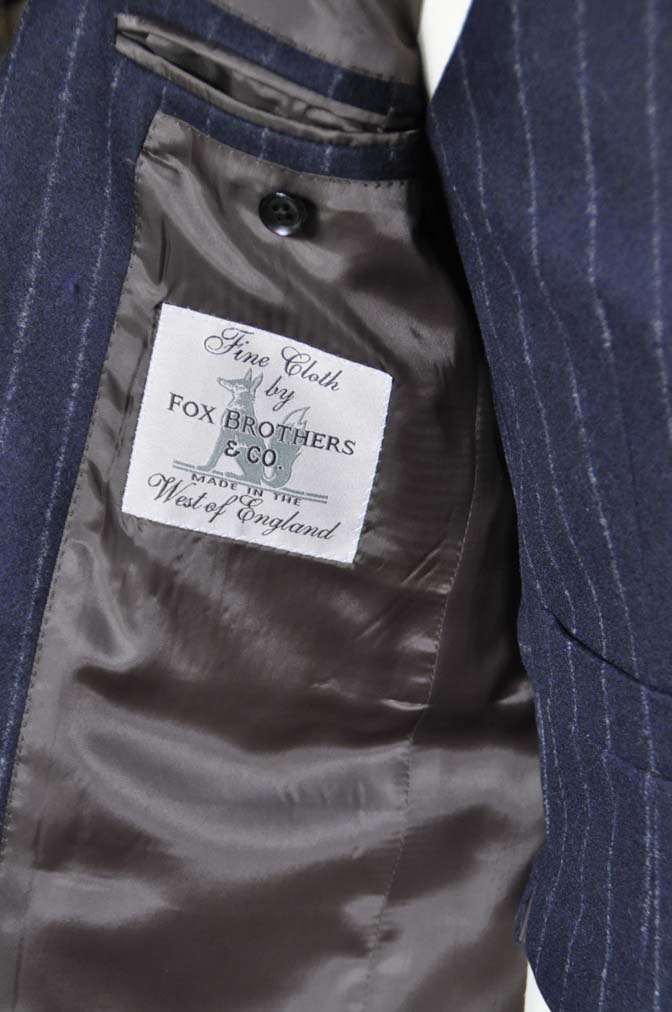 Fine Cloth
by
FOX BROTHERS
& CO.
MADE IN THE
West of England